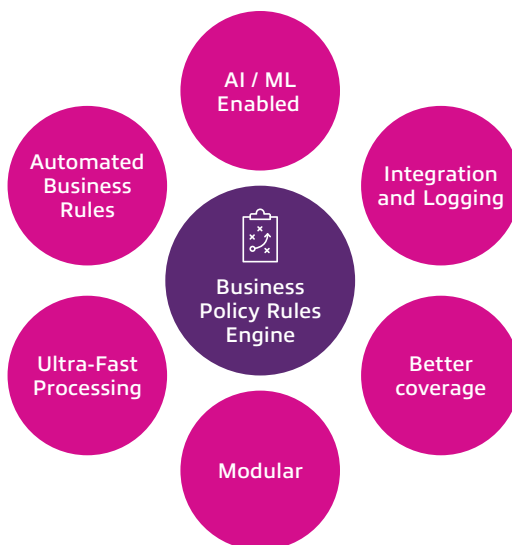 AI / ML
Enabled
Automated
Business
Rules
Integration
and Logging
Business
Policy Rules
Engine
Ultra-Fast
Processing
Better
coverage
Modular